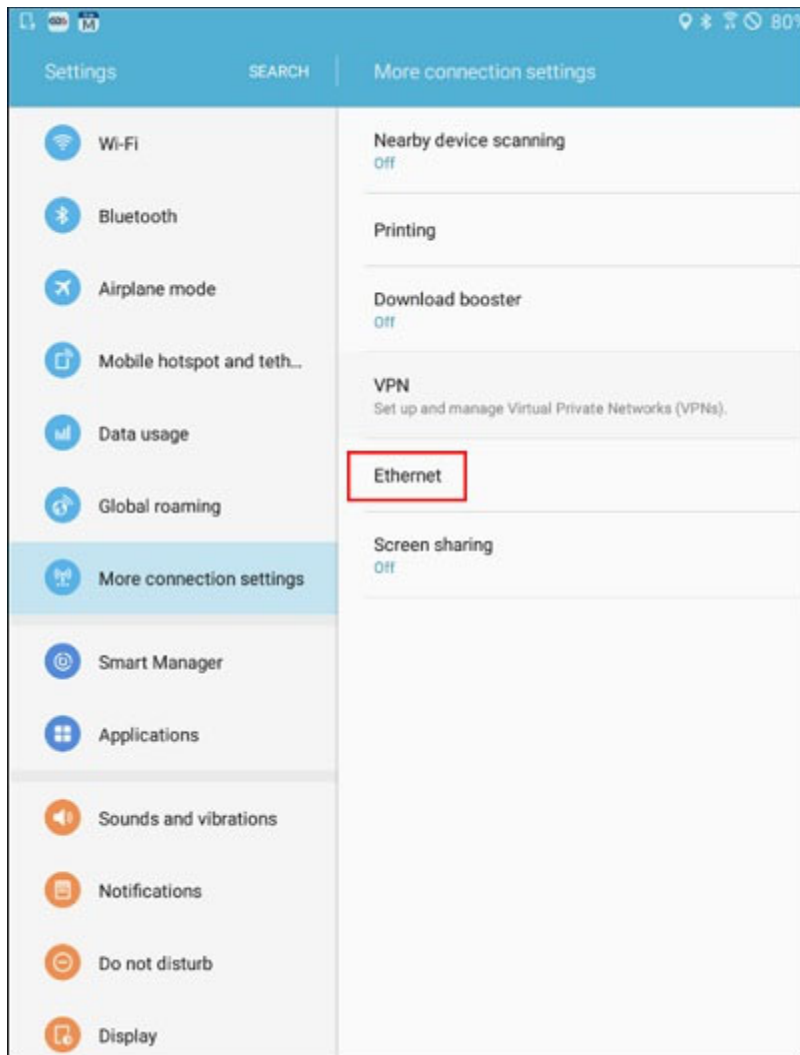 80%
Settings
SEARCH
More connection settings
Wi-Fi
Bluetooth
Airplane mode
Mobile hotspot and teth...
Data usage
Global roaming
More connection settings
Smart Manager
Applications
Sounds and vibrations
Notifications
Do not disturb
Display
Nearby device scanning
Off
Printing
Download booster
Off
VPN
Set up and manage Virtual Private Networks (VPNs).
Ethernet
Screen sharing
Off